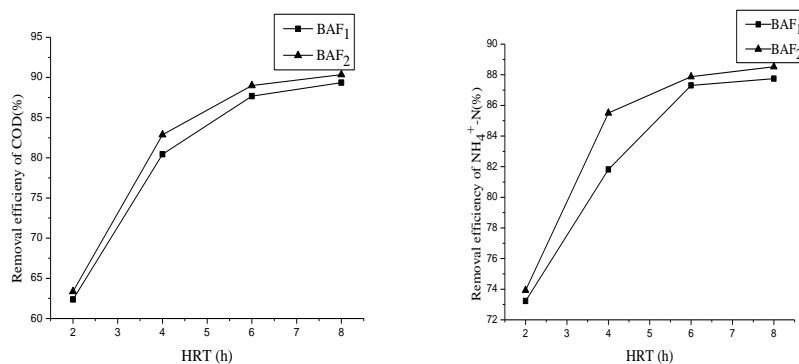 BAF1
BAF2
95
90
85
80
75
70
65
60
2 3 4 5 6 7 8
Removal efficieny of COD(%)
HRT (h)
BAF1
BAF2
90
88
86
84
82
80
78
76
74
72
2 3 4 5 6 7 8
Removal efficiency of NH4+-N(%)
HRT (h)